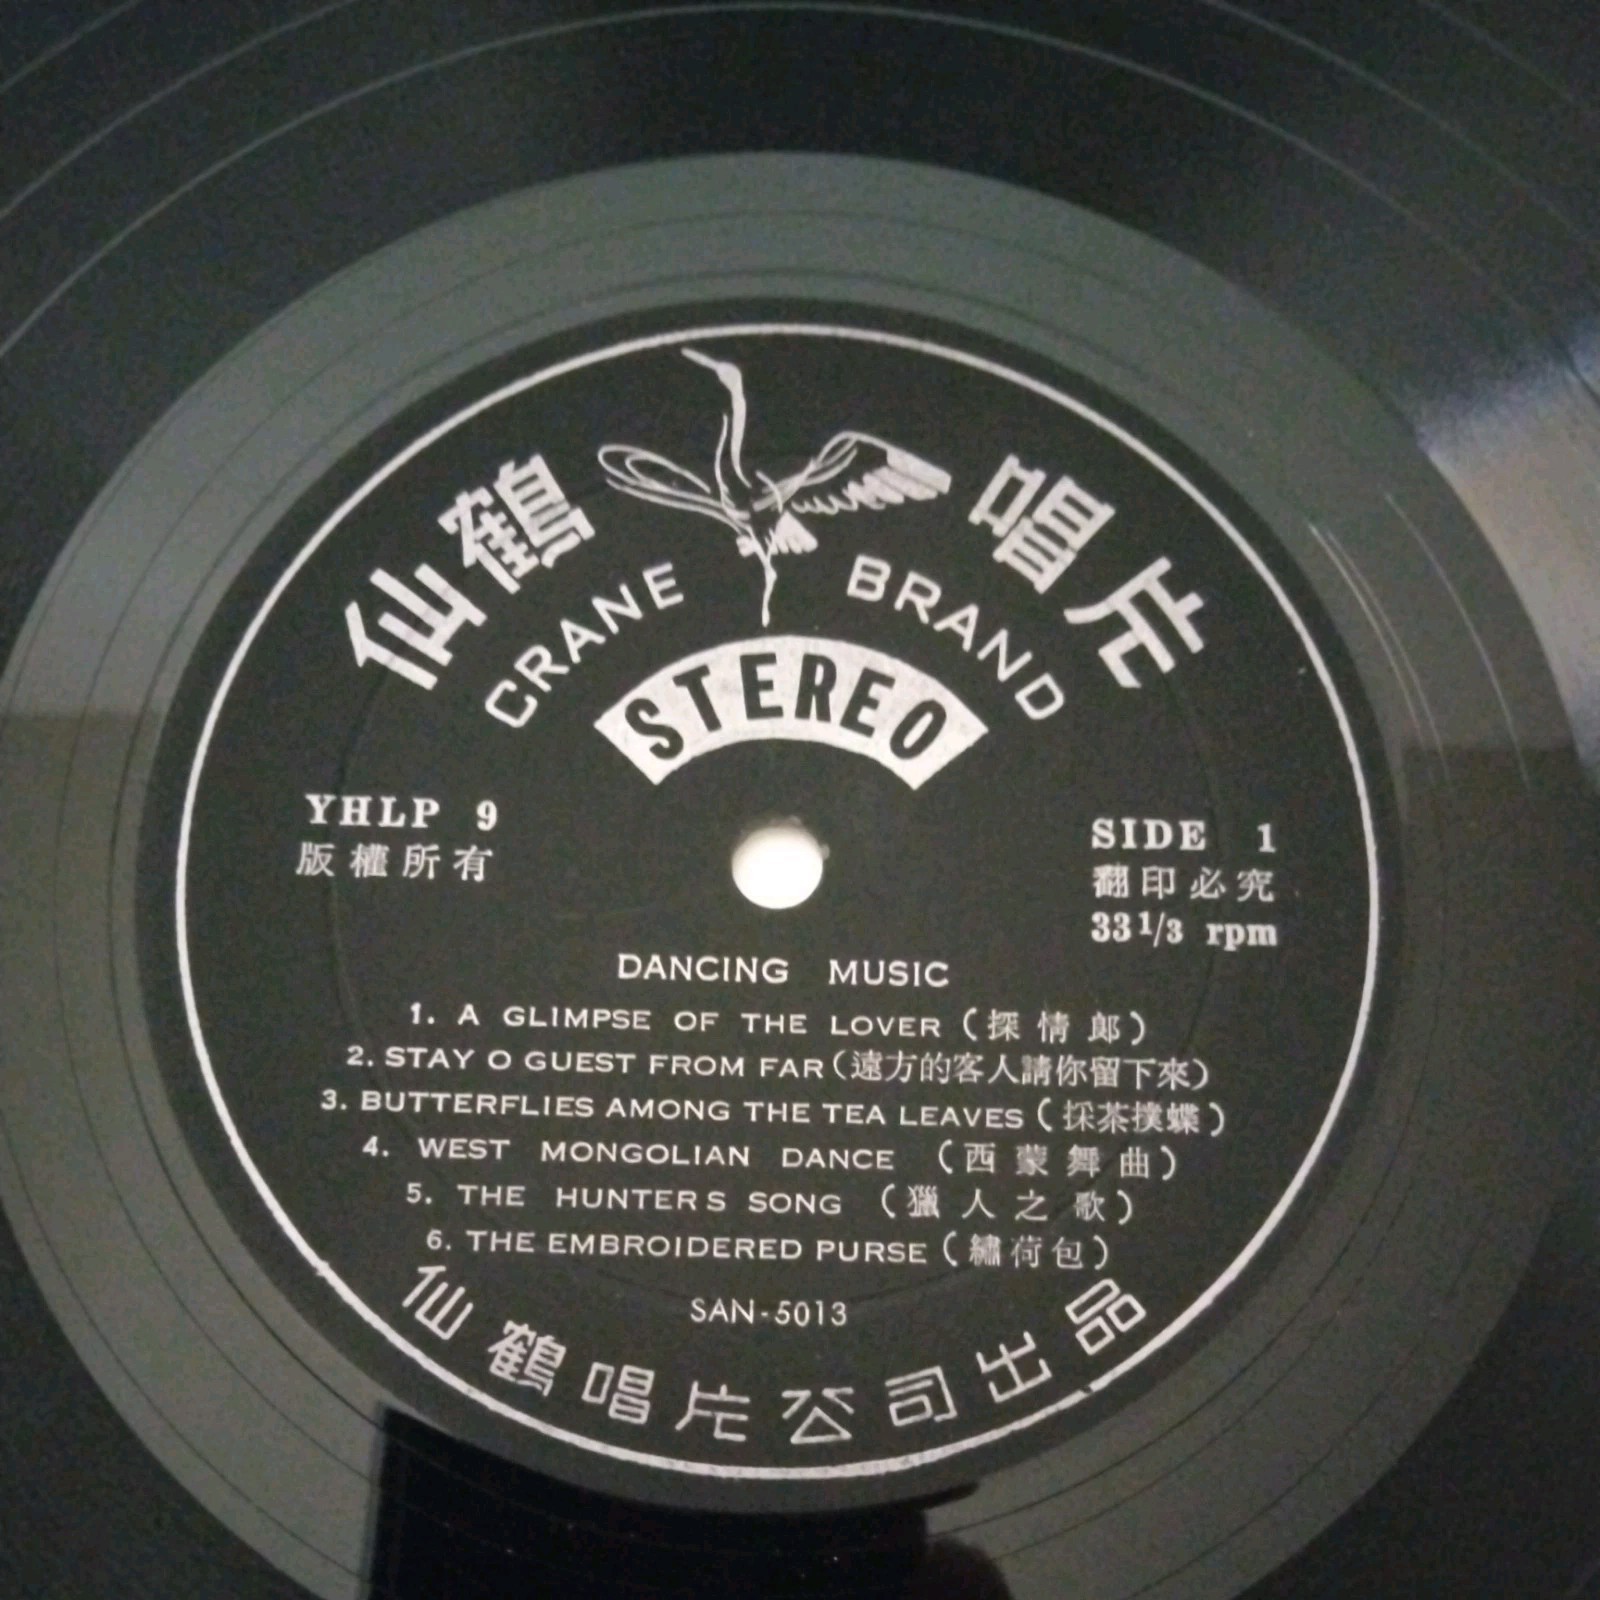 仙鶴唱片
CRANE BRAND
STEREO
YHLP 9
版權所有
SIDE 1
翻印必究
33 1/3 rpm
DANCING MUSIC
1. A GLIMPSE OF THE LOVER (探情郞)
2. STAY O GUEST FROM FAR (遠方的客人請你留下來)
3. BUTTERFLIES AMONG THE TEA LEAVES (採茶撲蝶)
4. WEST MONGOLIAN DANCE (西蒙舞曲)
5. THE HUNTERS SONG (獵人之歌)
6. THE EMBROIDERED PURSE (繡荷包)
SAN-5013
仙鶴唱片公司出品